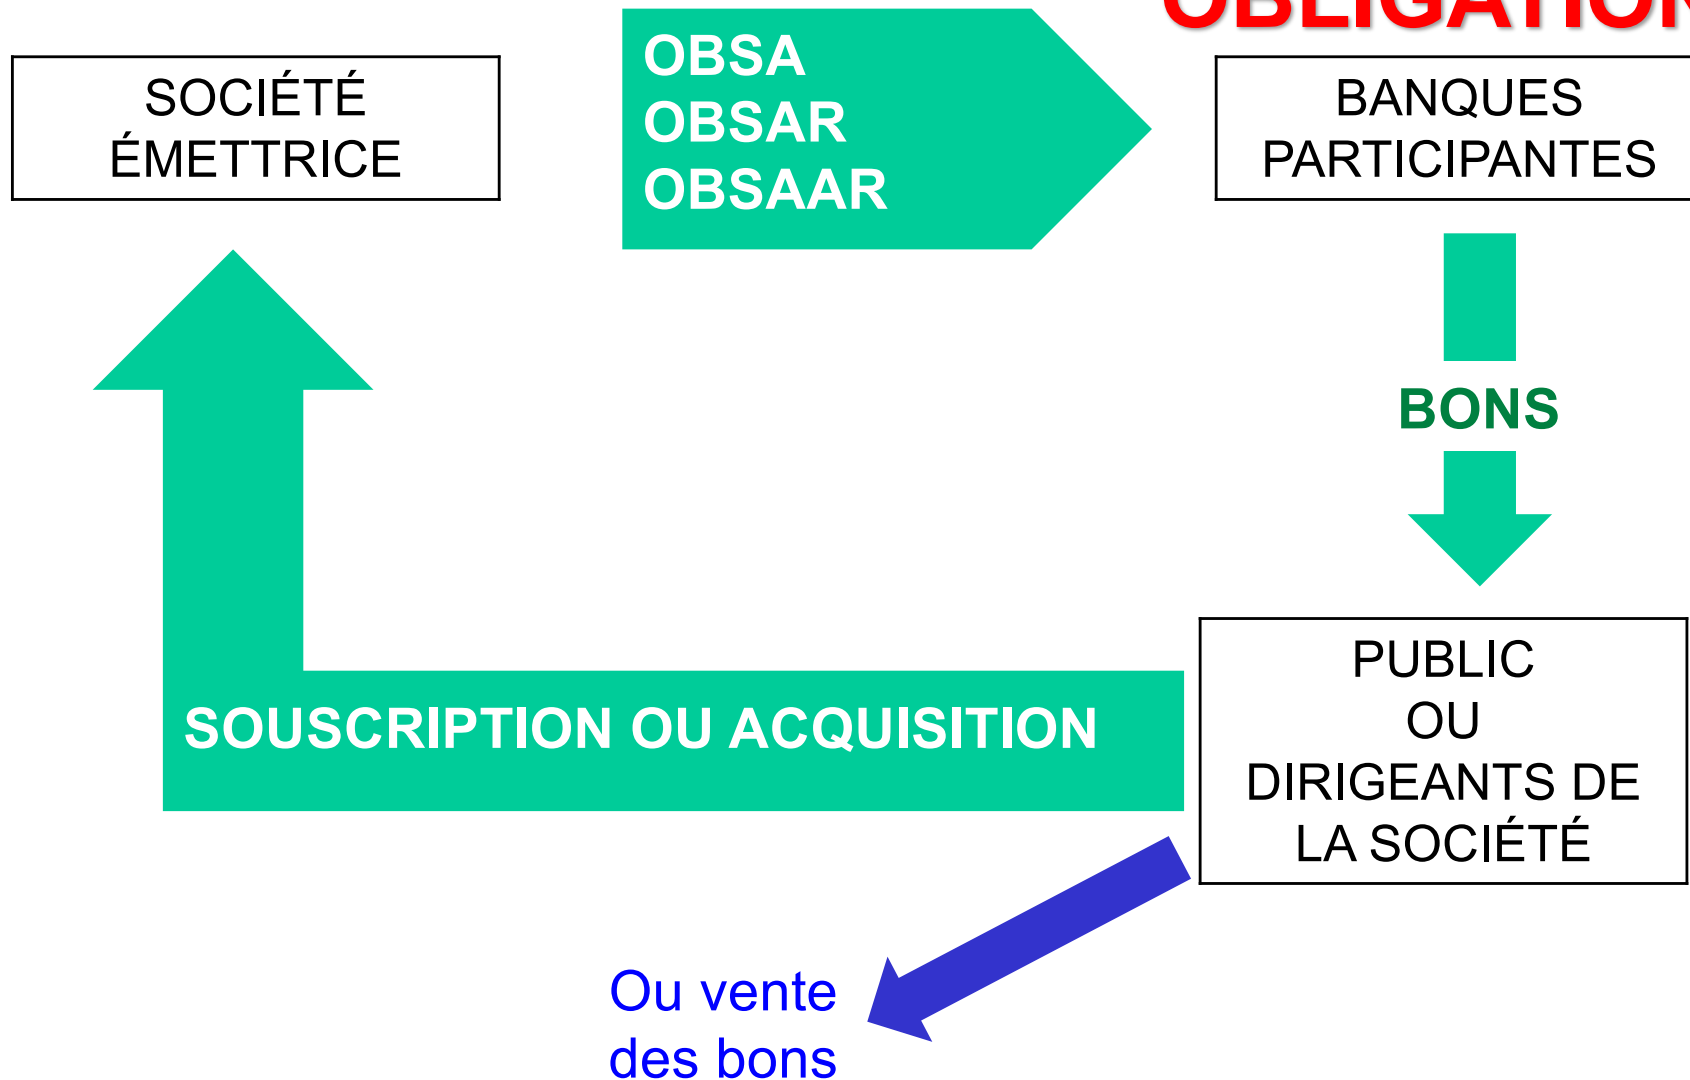 OBLIGATION
SOCIÉTÉ
ÉMETTRICE
OBSA
OBSAR
OBSAAR
BANQUES
PARTICIPANTES
BONS
PUBLIC
OU
DIRIGEANTS DE
LA SOCIÉTÉ
SOUSCRIPTION OU ACQUISITION
Ou vente
des bons